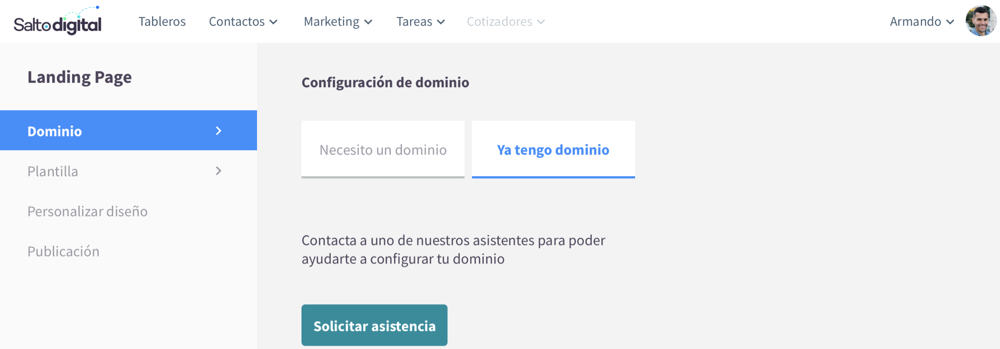 Saltodigital
Tableros
Contactos
Marketing
Tareas
Cotizadores
Armando
Landing Page
Dominio
Plantilla
Personalizar diseño
Publicación
Configuración de dominio
Necesito un dominio
Ya tengo dominio
Contacta a uno de nuestros asistentes para poder
ayudarte a configurar tu dominio
Solicitar asistencia